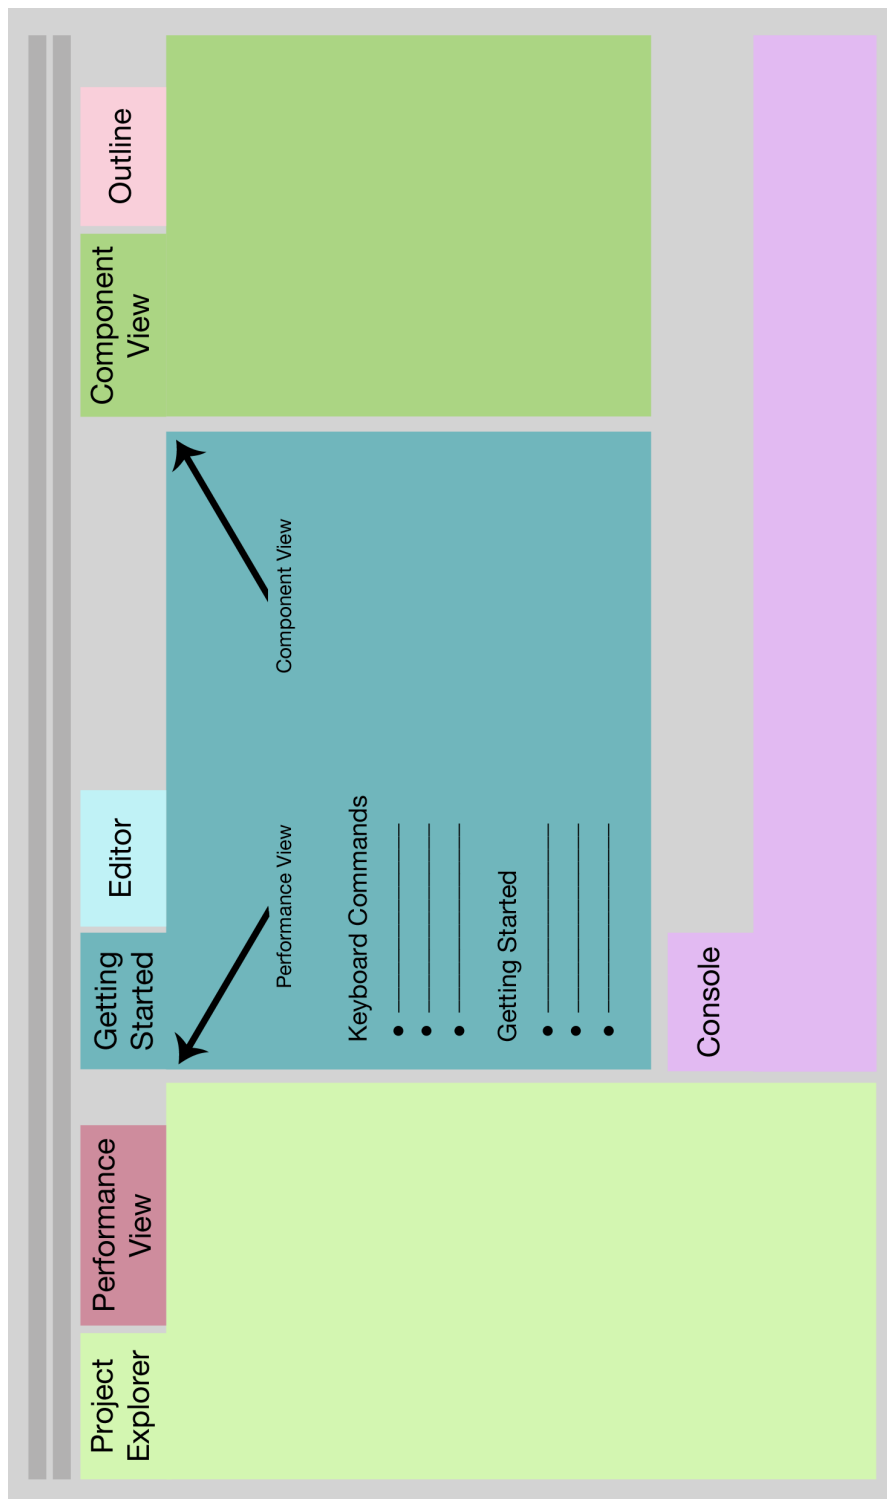 Project
Explorer
Performance
View
Getting
Started
Editor
Component
View
Outline
Performance View
Component View
Keyboard Commands
Getting Started
Console